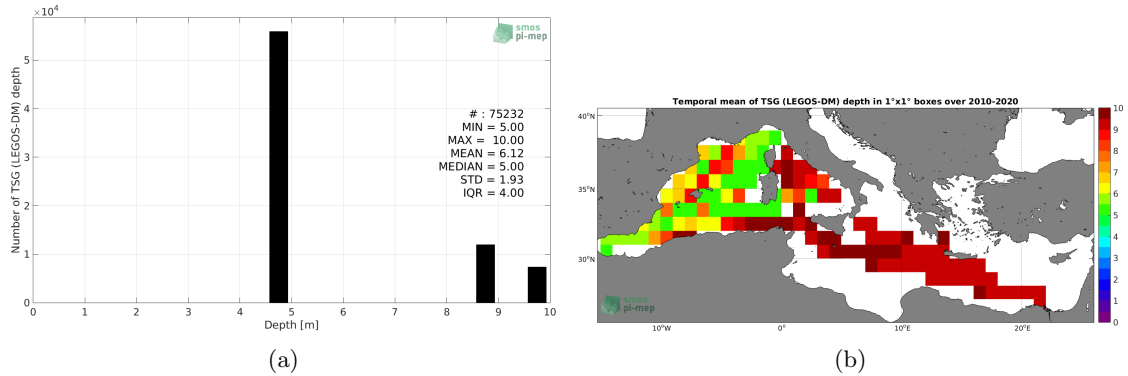 ×10⁴
smos
pi-mep
Number of TSG (LEGOS-DM) depth
5
4
3
2
1
0
# : 75232
MIN = 5.00
MAX = 10.00
MEAN = 6.12
MEDIAN = 5.00
STD = 1.93
IQR = 4.00
0 1 2 3 4 5 6 7 8 9 10
Depth [m]
(a)
Temporal mean of TSG (LEGOS-DM) depth in 1°x1° boxes over 2010-2020
40°N
35°N
30°N
10°W 0° 10°E 20°E
smos
pi-mep
10
9
8
7
6
5
4
3
2
1
0
(b)